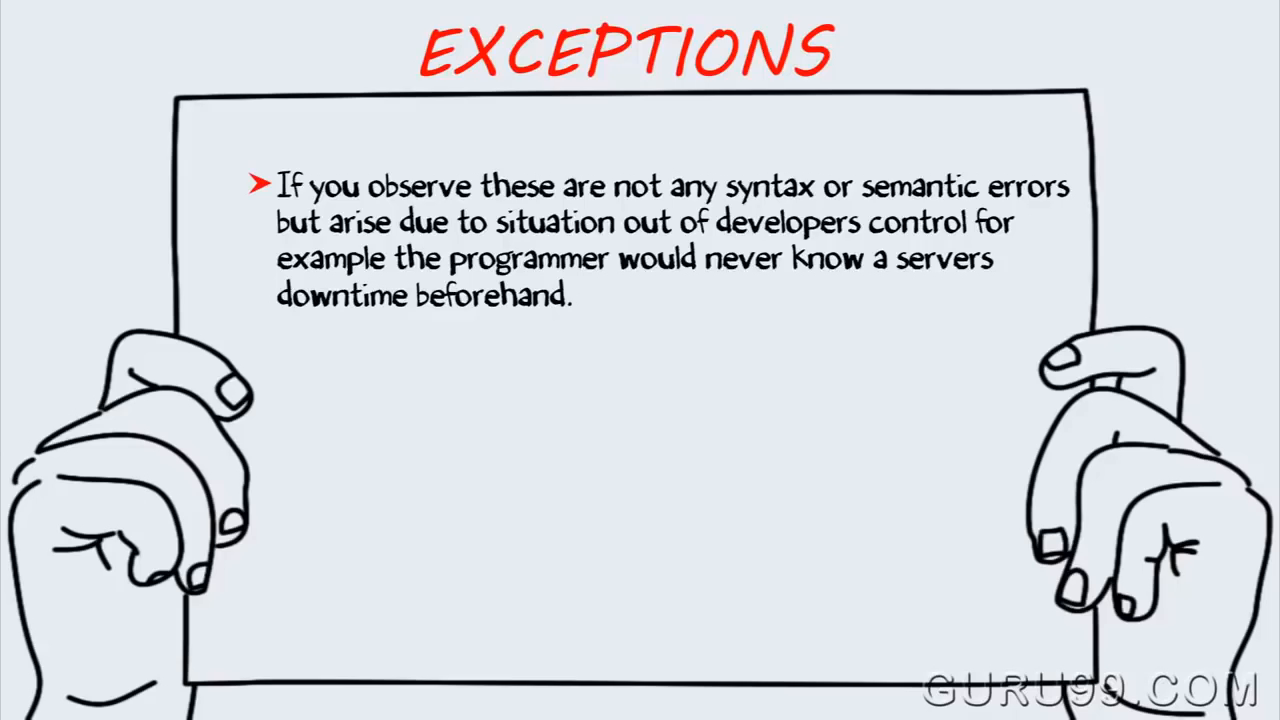 EXCEPTIONS
If you observe these are not any syntax or semantic errors
but arise due to situation out of developers control for
example the programmer would never know a servers
downtime beforehand.
GURU99.COM